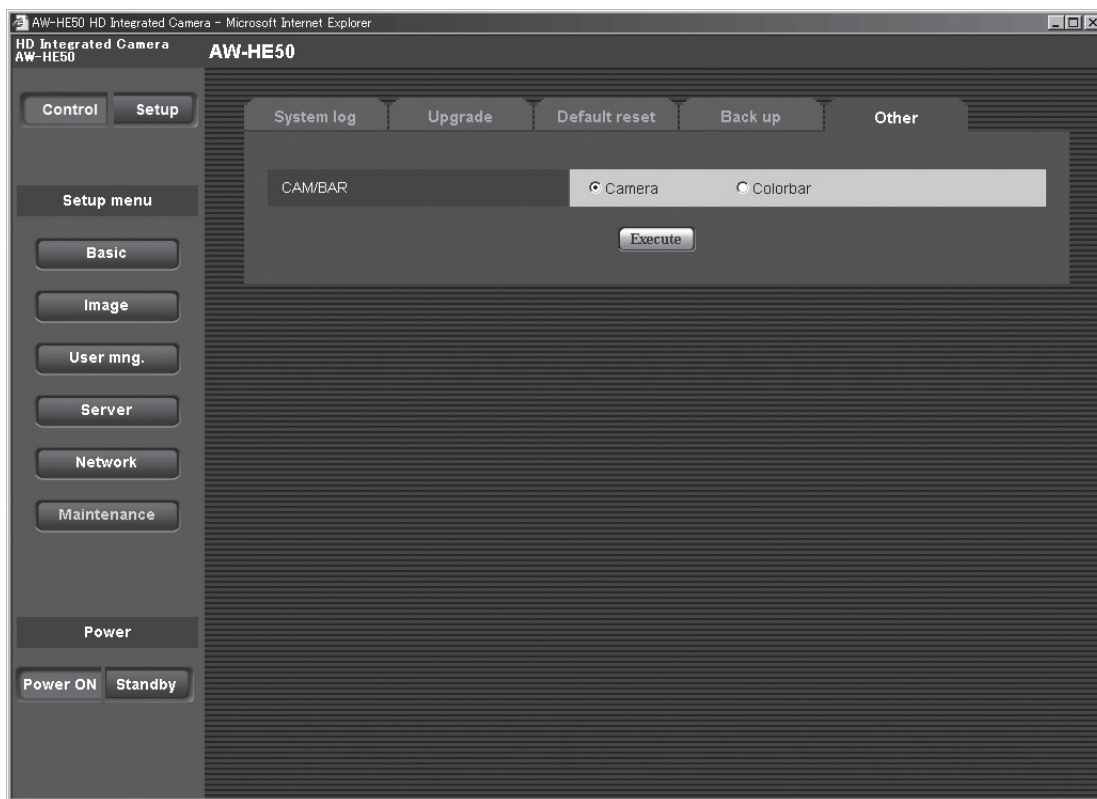 AW-HE50 HD Integrated Camera - Microsoft Internet Explorer
HD Integrated Camera
AW-HE50
AW-HE50
Control Setup
System log Upgrade Default reset Back up Other
CAM/BAR Camera Colorbar
Execute
Setup menu
Basic
Image
User mng.
Server
Network
Maintenance
Power
Power ON Standby